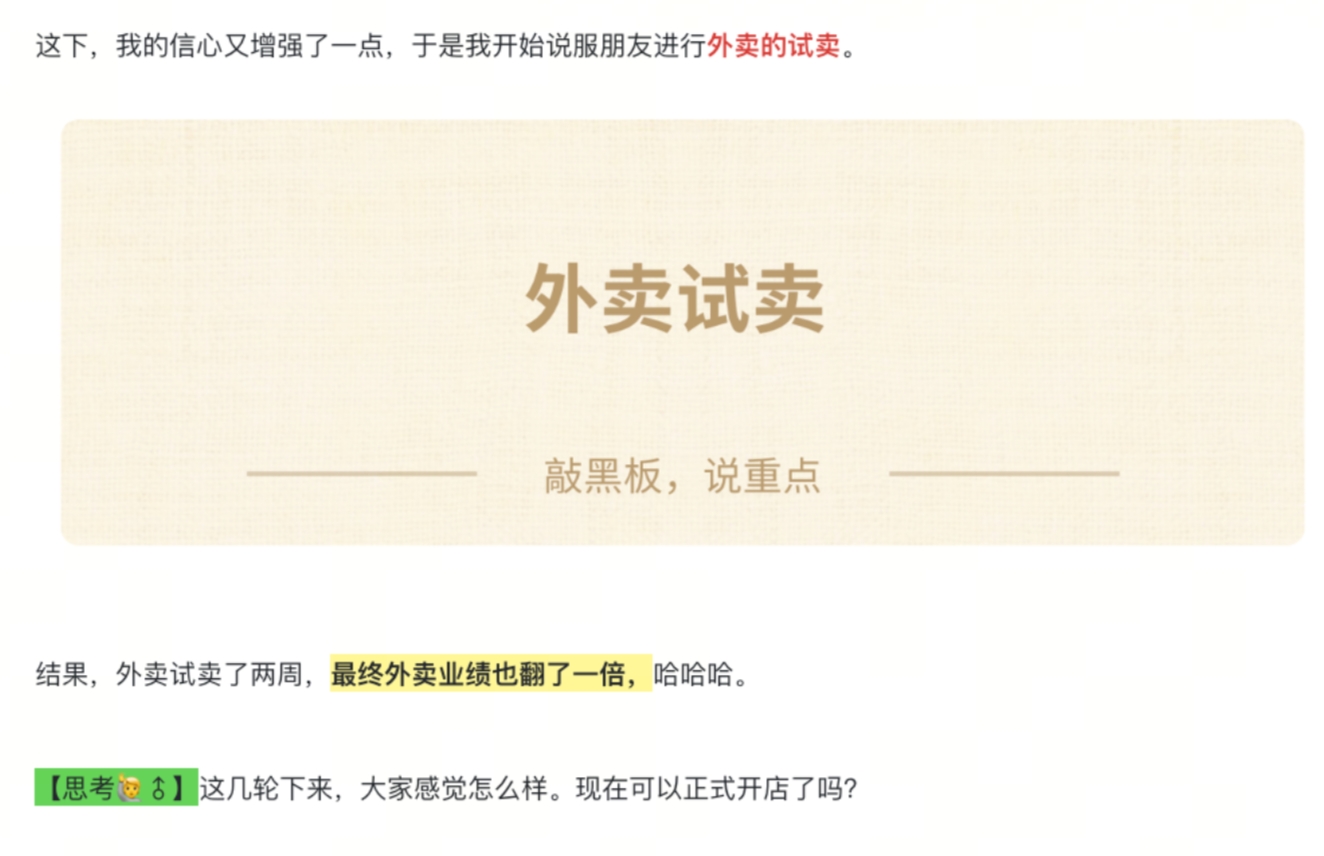 这下，我的信心又增强了一点，于是我开始说服朋友进行外卖的试卖。
外卖试卖
敲黑板，说重点
结果，外卖试卖了两周，最终外卖业绩也翻了一倍，哈哈哈。
【思考🙋♂】这几轮下来，大家感觉怎么样。现在可以正式开店了吗？